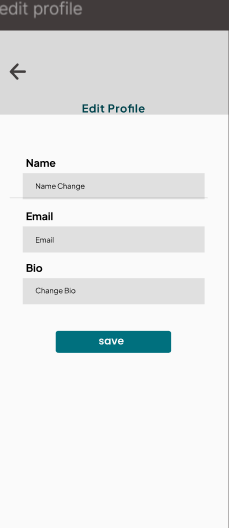 edit profile
Edit Profile
Name
Name Change
Email
Email
Bio
Change Bio
save